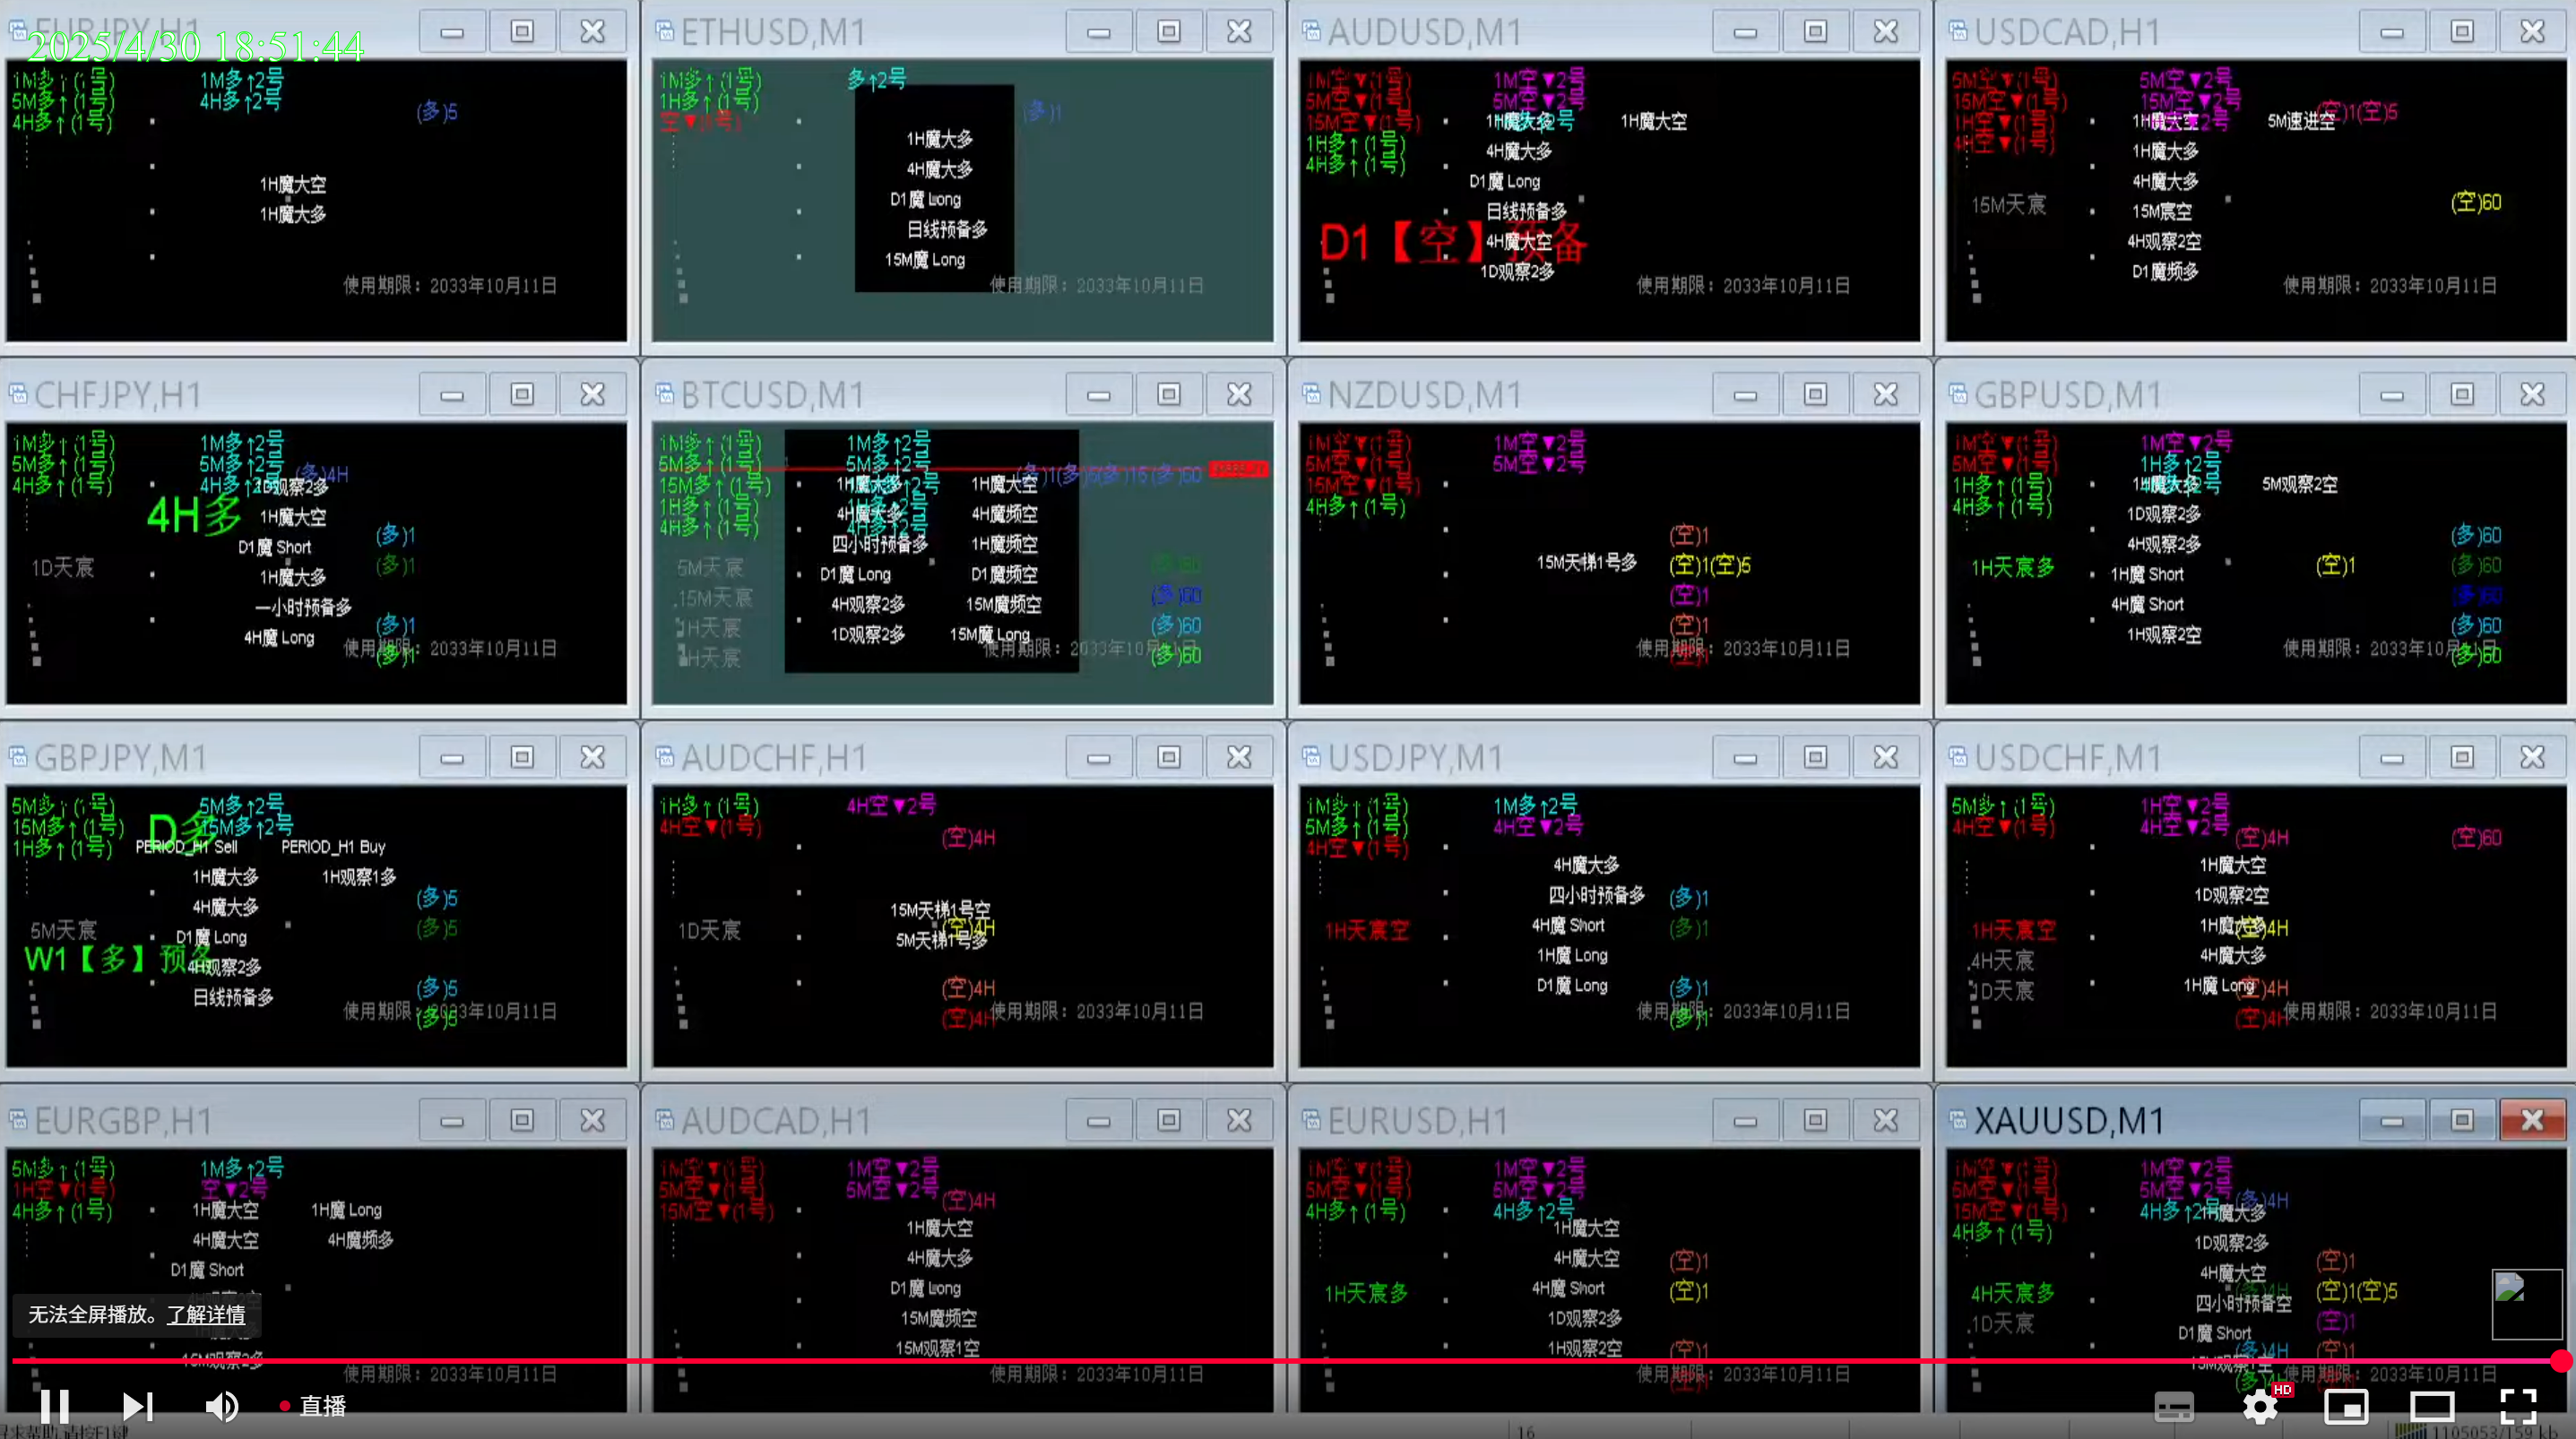 2025/4/30 18:51:44
EURJPY,H1
1M多↑(1号)
5M多↑(1号)
4H多↑(1号)
1M多↑2号
4H多↑2号
(多)5
1H魔大空
1H魔大多
使用期限：2033年10月11日
ETHUSD,M1
1M多↑(1号)
1H多↑(1号)
空▼(1号)
多↑2号
(多)1
1H魔大多
4H魔大多
D1魔 Long
日线预备多
15M魔 Long
使用期限：2033年10月11日
AUDUSD,M1
1M空▼(1号)
5M空▼(1号)
15M空▼(1号)
1H多↑(1号)
4H多↑(1号)
1M空▼2号
5M空▼2号
1H魔大多
1H魔大空
4H魔大多
D1魔 Long
日线预备多
D1【空】预备
4H魔大空
1D观察2多
使用期限：2033年10月11日
USDCAD,H1
5M空▼(1号)
15M空▼(1号)
1H空▼(1号)
4H空▼(1号)
5M空▼2号
15M空▼2号
(空)1(空)5
1H魔大空
5M速进空
1H魔大多
4H魔大多
15M天宸
15M宸空
(空)60
4H观察2空
D1魔频多
使用期限：2033年10月11日
CHFJPY,H1
1M多↑(1号)
5M多↑(1号)
4H多↑(1号)
1M多↑2号
5M多↑2号
4H多↑2号
(多)4H
1D观察2多
4H多
1H魔大空
(多)1
D1魔 Short
1D天宸
(多)1
1H魔大多
一小时预备多
(多)1
4H魔 Long
(多)1
使用期限：2033年10月11日
BTCUSD,M1
1M多↑(1号)
5M多↑(1号)
15M多↑(1号)
1H多↑(1号)
4H多↑(1号)
1M多↑2号
5M多↑2号
4H多↑2号
1H魔大多
1H魔大空
4H魔大多
4H魔频空
四小时预备多
1H魔频空
5M天宸
D1魔 Long
D1魔频空
15M天宸
4H观察2多
15M魔频空
(多)60
1H天宸
1D观察2多
15M魔 Long
(多)60
H天宸
(多)60
使用期限：2033年10月11日
NZDUSD,M1
1M空▼(1号)
5M空▼(1号)
15M空▼(1号)
4H多↑(1号)
1M空▼2号
5M空▼2号
(空)1
15M天梯1号多
(空)1(空)5
(空)1
(空)1
使用期限：2033年10月11日
GBPUSD,M1
1M空▼(1号)
5M空▼(1号)
1H多↑(1号)
4H多↑(1号)
1M空▼2号
1H多↑2号
1H魔大多
5M观察2空
1D观察2多
4H观察2多
(多)60
1H天宸多
1H魔 Short
(空)1
(多)60
4H魔 Short
(多)60
1H观察2空
(多)60
(多)60
使用期限：2033年10月11日
GBPJPY,M1
5M多↑(1号)
15M多↑(1号)
1H多↑(1号)
5M多↑2号
15M多↑2号
D多
PERIOD_H1 Sell
PERIOD_H1 Buy
1H魔大多
1H观察1多
4H魔大多
(多)5
5M天宸
D1魔 Long
(多)5
W1【多】预备
4H观察2多
日线预备多
(多)5
(多)5
使用期限：2033年10月11日
AUDCHF,H1
1H多↑(1号)
4H空▼(1号)
4H空▼2号
(空)4H
15M天梯1号空
1D天宸
(空)4H
5M天梯1号多
(空)4H
(空)4H
使用期限：2033年10月11日
USDJPY,M1
1M多↑(1号)
5M多↑(1号)
4H空▼(1号)
1M多↑2号
4H空▼2号
4H魔大多
四小时预备多
(多)1
1H天宸空
4H魔 Short
(多)1
1H魔 Long
D1魔 Long
(多)1
(多)1
使用期限：2033年10月11日
USDCHF,M1
5M多↑(1号)
4H空▼(1号)
1H空▼2号
4H空▼2号
(空)4H
(空)60
1H魔大空
1D观察2空
1H天宸空
1H魔大多
(空)4H
4H天宸
4H魔大多
1D天宸
1H魔 Long
(空)4H
(空)4H
使用期限：2033年10月11日
EURGBP,H1
5M多↑(1号)
1H空▼(1号)
4H多↑(1号)
1M多↑2号
空▼2号
1H魔大空
1H魔 Long
4H魔大空
4H魔频多
D1魔 Short
15M观察2多
使用期限：2033年10月11日
AUDCAD,H1
1M空▼(1号)
5M空▼(1号)
15M空▼(1号)
1M空▼2号
5M空▼2号
(空)4H
1H魔大空
4H魔大多
D1魔 Long
15M魔频空
15M观察1空
使用期限：2033年10月11日
EURUSD,H1
1M空▼(1号)
5M空▼(1号)
4H多↑(1号)
1M空▼2号
5M空▼2号
4H多↑2号
1H魔大空
4H魔大空
(空)1
1H天宸多
4H魔 Short
(空)1
1D观察2多
1H观察2空
(空)1
使用期限：2033年10月11日
XAUUSD,M1
1M空▼(1号)
5M空▼(1号)
15M空▼(1号)
4H多↑(1号)
1M空▼2号
5M空▼2号
4H多↑2号
(多)4H
1H魔大多
1D观察2多
4H魔大空
(空)1
4H天宸多
四小时预备空
(空)1(空)5
1D天宸
D1魔 Short
(空)1
(多)4H
(空)1
使用期限：2033年10月11日
无法全屏播放。了解详情
直播
HD
16
1105053/159 kb